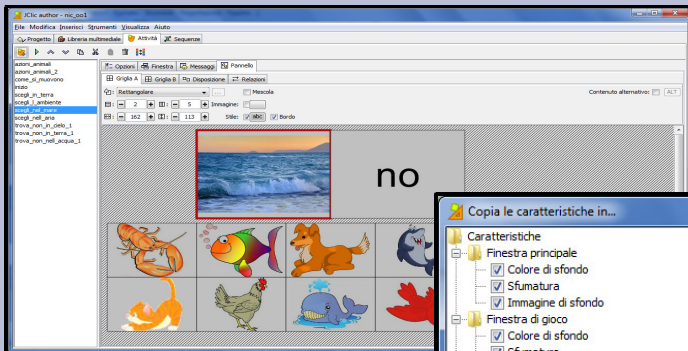 JClic author - nic_oo1
File Modifica Inserisci Strumenti Visualizza Aiuto
Progetto Libreria multimediale Attività Sequenze
azioni_animali
azioni_animali_2
come_si_muovono
inizio
scegli_in_terra
scegli_l_ambiente
scegli_nel_mare
scegli_nell_aria
trova_non_in_cielo_1
trova_non_in_terra_1
trova_non_nell_acqua_1
Opzioni Finestra Messaggi Pannello
Griglia A Griglia B Disposizione Relazioni
Rettangolare ... Mescola Contenuto alternativo: ALT
2 5 Immagine:
162 113 Stile: abc Bordo
no
Copia le caratteristiche in...
Caratteristiche
Finestra principale
Colore di sfondo
Sfumatura
Immagine di sfondo
Finestra di gioco
Colore di sfondo
Sfumatura